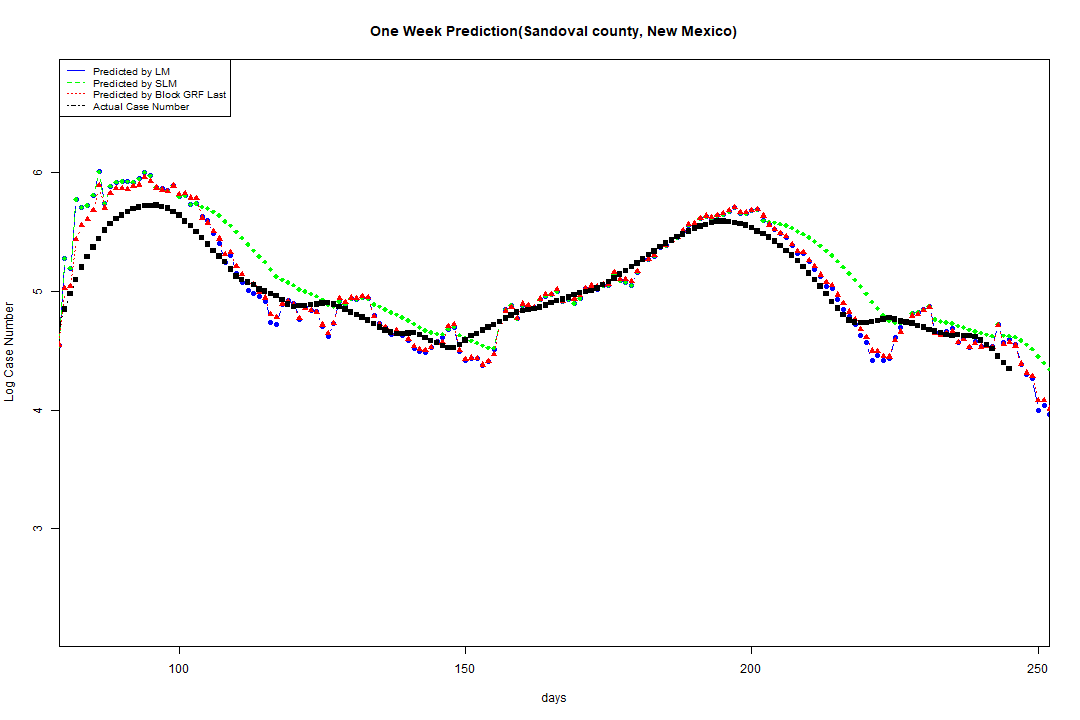 One Week Prediction(Sandoval county, New Mexico)
Predicted by LM
Predicted by SLM
Predicted by Block GRF Last
Actual Case Number
6
5
4
3
Log Case Number
100
150
200
250
days